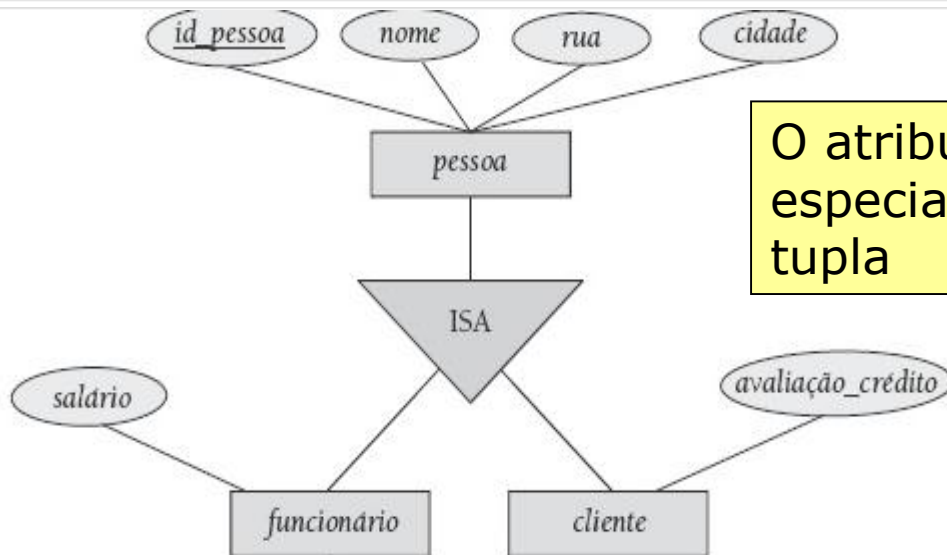 id_pessoa nome rua cidade
pessoa
O atribu
especia
tupla
ISA
salário avaliação_crédito
funcionário cliente